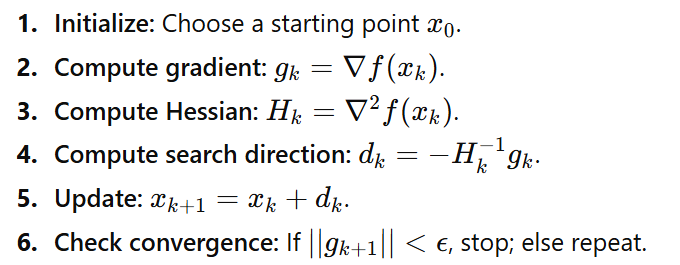 1. Initialize: Choose a starting point x₀.
2. Compute gradient: gₖ = ∇f(xₖ).
3. Compute Hessian: Hₖ = ∇²f(xₖ).
4. Compute search direction: dₖ = −Hₖ⁻¹gₖ.
5. Update: xₖ₊₁ = xₖ + dₖ.
6. Check convergence: If ||gₖ₊₁|| < ϵ, stop; else repeat.